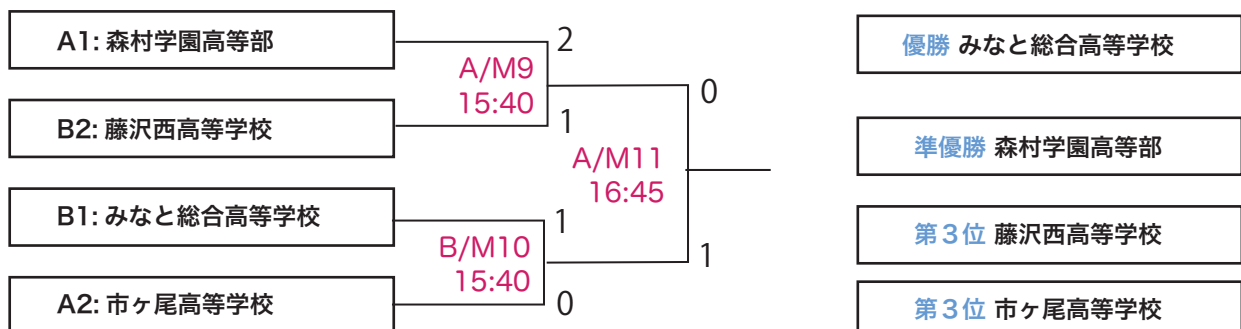 A1: 森村学園高等部
2
A/M9
15:40
B2: 藤沢西高等学校
1
0
A/M11
16:45
B1: みなと総合高等学校
1
B/M10
15:40
A2: 市ヶ尾高等学校
0
1
優勝 みなと総合高等学校
準優勝 森村学園高等部
第3位 藤沢西高等学校
第3位 市ヶ尾高等学校